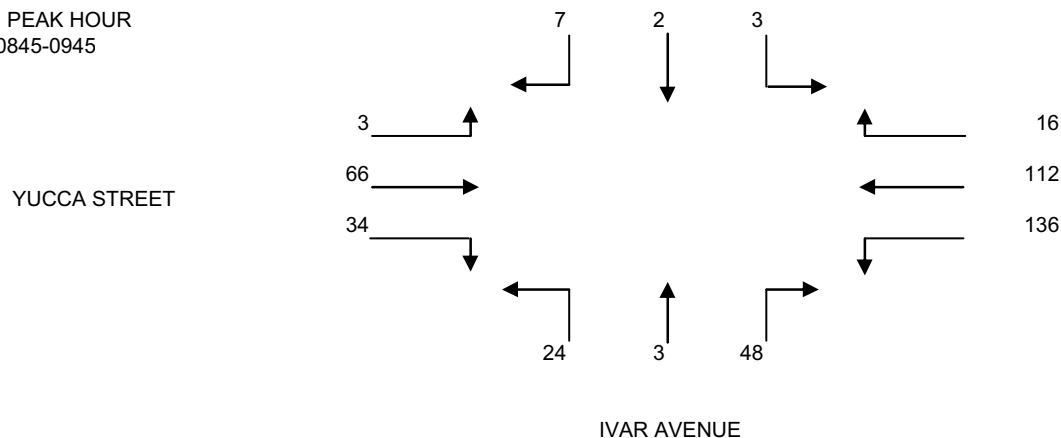 PEAK HOUR
0845-0945
7 2 3
3 16
66 112
YUCCA STREET
34 136
24 3 48
IVAR AVENUE